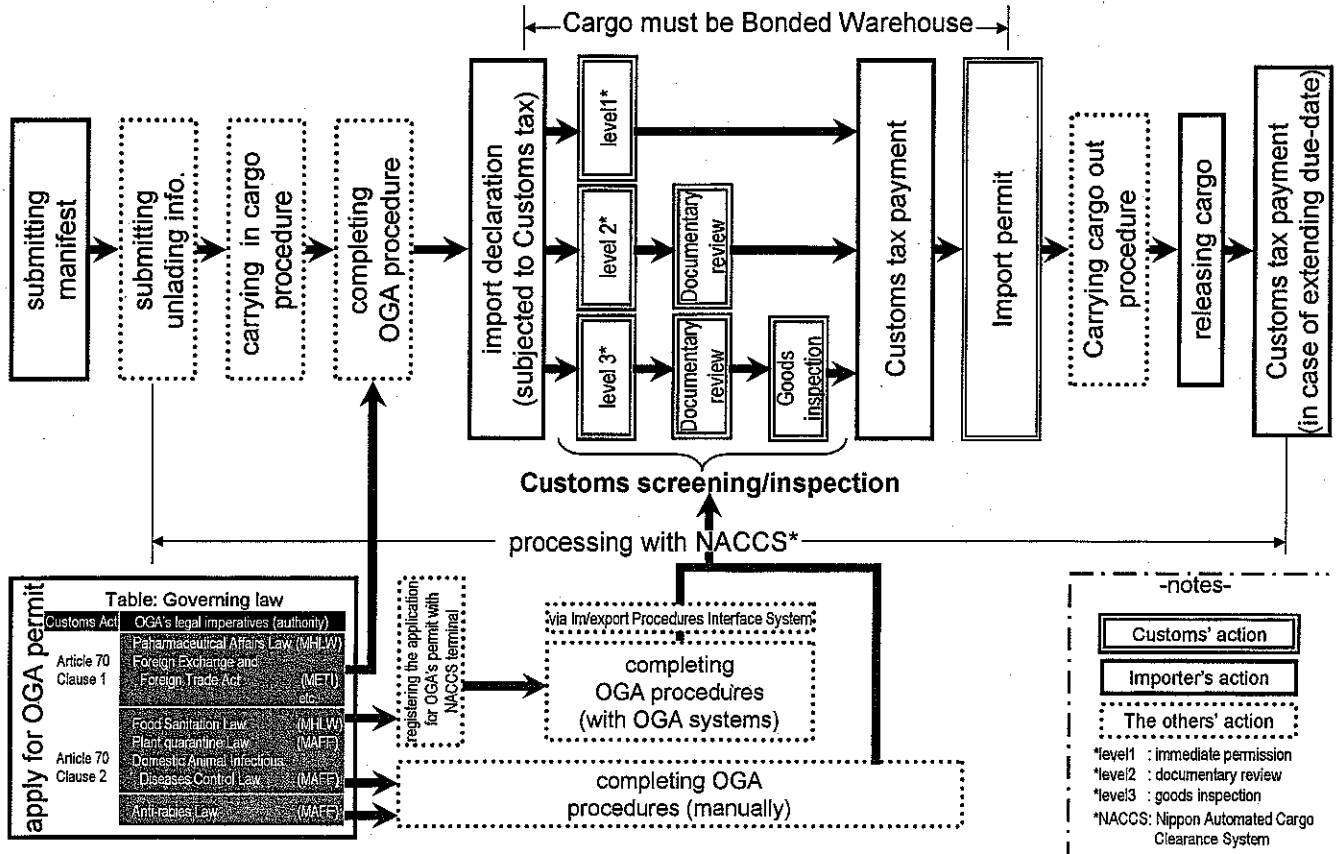 Cargo must be Bonded Warehouse
submitting
manifest
submitting
unlading info.
carrying in cargo
procedure
completing
OGA procedure
import declaration
(subjected to Customs tax)
level1*
level 2*
Documentary
review
level 3*
Documentary
review
Goods
inspection
Customs tax payment
Import permit
Carrying cargo out
procedure
releasing cargo
Customs tax payment
(in case of extending due-date)
Customs screening/inspection
processing with NACCS*
apply for OGA permit
Table: Governing law
Customs Act
OGA's legal imperatives (authority)
Article 70
Clause 1
Paharmaceutical Affairs Law (MHLW)
Foreign Exchange and
Foreign Trade Act (METI)
etc.
Article 70
Clause 2
Food Sanitation Law (MHLW)
Plant quarantine Law (MAFF)
Domestic Animal Infectious
Diseases Control Law (MAFF)
Anti-rabies Law (MAFF)
registering the application
for OGA's permit with
NACCS terminal
via Im/export Procedures Interface System
completing
OGA procedures
(with OGA systems)
completing OGA
procedures (manually)
-notes-
Customs' action
Importer's action
The others' action
*level1 : immediate permission
*level2 : documentary review
*level3 : goods inspection
*NACCS: Nippon Automated Cargo
Clearance System